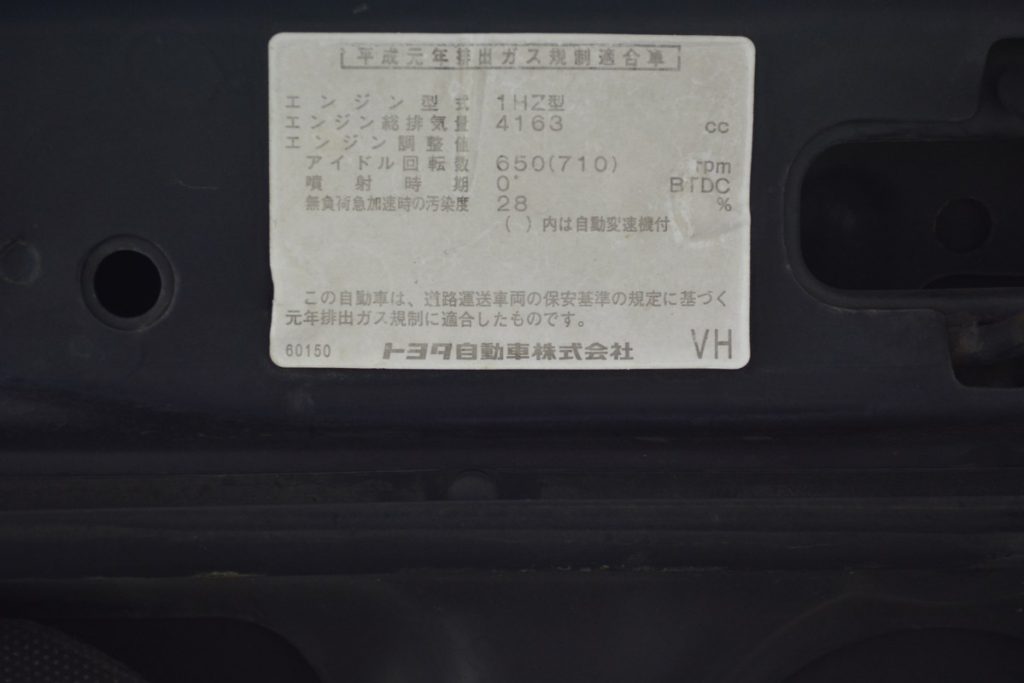 平成元年排出ガス規制適合車
エンジン型式 1HZ型
エンジン総排気量 4163 cc
エンジン調整値
アイドル回転数 650(710) rpm
噴射時期 0° BTDC
無負荷急加速時の汚染度 28 %
( )内は自動変速機付
この自動車は、道路運送車両の保安基準の規定に基づく
元年排出ガス規制に適合したものです。
60150 トヨタ自動車株式会社 VH